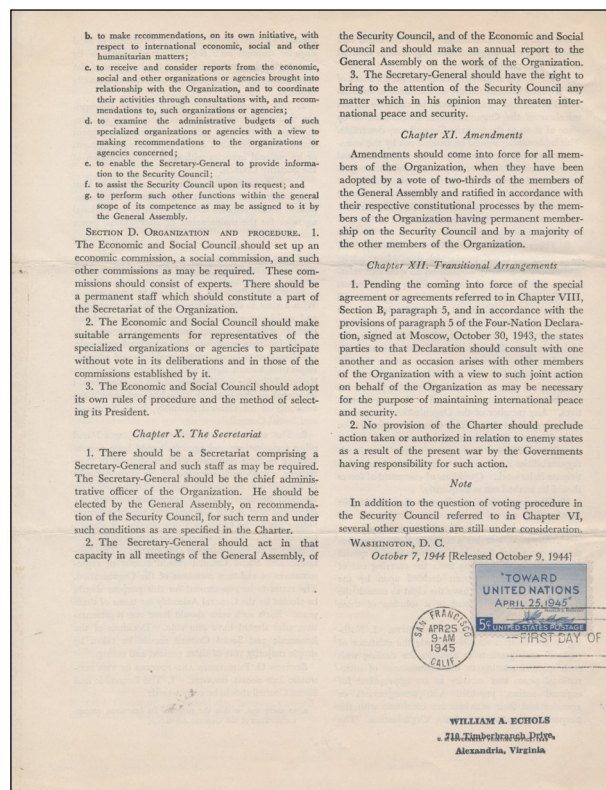 b. to make recommendations, on its own initiative, with
respect to international economic, social and other
humanitarian matters;
c. to receive and consider reports from the economic,
social and other organizations or agencies brought into
relationship with the Organization, and to coordinate
their activities through consultations with, and recom-
mendations to, such organizations or agencies;
d. to examine the administrative budgets of such
specialized organizations or agencies with a view to
making recommendations to the organizations or
agencies concerned;
e. to enable the Secretary-General to provide informa-
tion to the Security Council;
f. to assist the Security Council upon its request; and
g. to perform such other functions within the general
scope of its competence as may be assigned to it by
the General Assembly.
SECTION D. ORGANIZATION AND PROCEDURE. 1.
The Economic and Social Council should set up an
economic commission, a social commission, and such
other commissions as may be required. These com-
missions should consist of experts. There should be
a permanent staff which should constitute a part of
the Secretariat of the Organization.
2. The Economic and Social Council should make
suitable arrangements for representatives of the
specialized organizations or agencies to participate
without vote in its deliberations and in those of the
commissions established by it.
3. The Economic and Social Council should adopt
its own rules of procedure and the method of select-
ing its President.
Chapter X. The Secretariat
1. There should be a Secretariat comprising a
Secretary-General and such staff as may be required.
The Secretary-General should be the chief adminis-
trative officer of the Organization. He should be
elected by the General Assembly, on recommenda-
tion of the Security Council, for such term and under
such conditions as are specified in the Charter.
2. The Secretary-General should act in that
capacity in all meetings of the General Assembly, of
the Security Council, and of the Economic and Social
Council and should make an annual report to the
General Assembly on the work of the Organization.
3. The Secretary-General should have the right to
bring to the attention of the Security Council any
matter which in his opinion may threaten inter-
national peace and security.
Chapter XI. Amendments
Amendments should come into force for all mem-
bers of the Organization, when they have been
adopted by a vote of two-thirds of the members of
the General Assembly and ratified in accordance with
their respective constitutional processes by the mem-
bers of the Organization having permanent member-
ship on the Security Council and by a majority of
the other members of the Organization.
Chapter XII. Transitional Arrangements
1. Pending the coming into force of the special
agreement or agreements referred to in Chapter VIII,
Section B, paragraph 5, and in accordance with the
provisions of paragraph 5 of the Four-Nation Declara-
tion, signed at Moscow, October 30, 1943, the states
parties to that Declaration should consult with one
another and as occasion arises with other members
of the Organization with a view to such joint action
on behalf of the Organization as may be necessary
for the purpose of maintaining international peace
and security.
2. No provision of the Charter should preclude
action taken or authorized in relation to enemy states
as a result of the present war by the Governments
having responsibility for such action.
Note
In addition to the question of voting procedure in
the Security Council referred to in Chapter VI,
several other questions are still under consideration.
WASHINGTON, D. C.
October 7, 1944 [Released October 9, 1944]
"TOWARD
UNITED NATIONS
APRIL 25, 1945"
5¢ UNITED STATES POSTAGE
SAN FRANCISCO
APR 25
9-AM
1945
CALIF.
FIRST DAY OF
WILLIAM A. ECHOLS
710 Timberbranch Drive,
Alexandria, Virginia